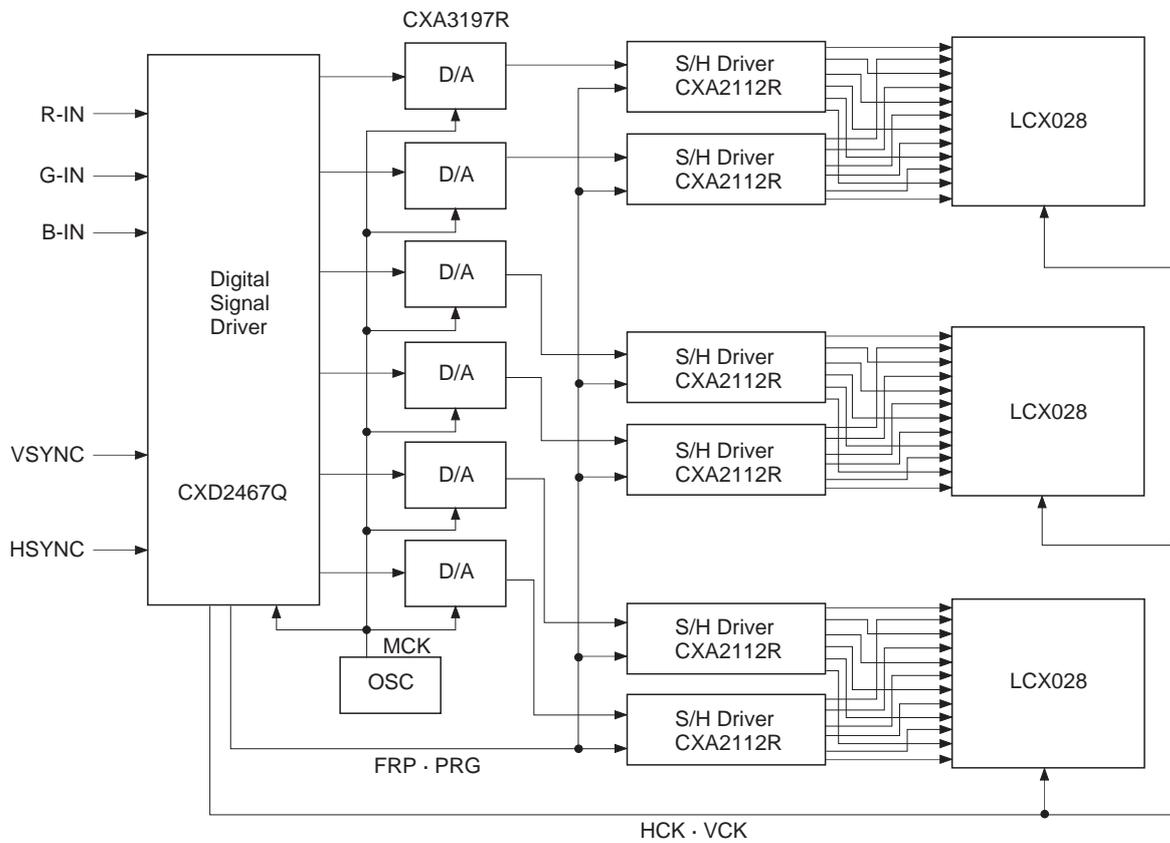 CXA3197R
D/A
S/H Driver
CXA2112R
LCX028
R-IN
G-IN
B-IN
D/A
S/H Driver
CXA2112R
Digital
Signal
Driver
D/A
S/H Driver
CXA2112R
LCX028
D/A
S/H Driver
CXA2112R
VSYNC
CXD2467Q
D/A
HSYNC
D/A
S/H Driver
CXA2112R
LCX028
MCK
OSC
S/H Driver
CXA2112R
FRP · PRG
HCK · VCK